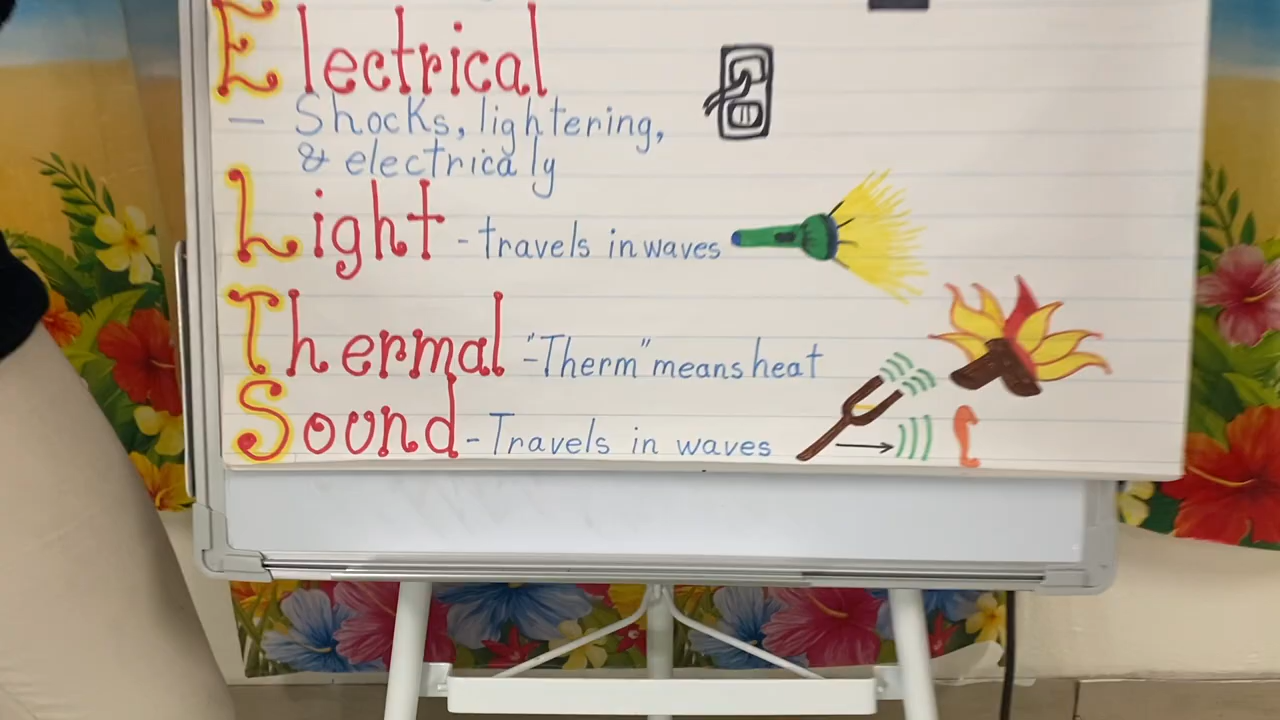 Electrical
- Shocks, lightering,
& electrically
Light - travels in waves
Thermal -"Therm" means heat
Sound - Travels in waves